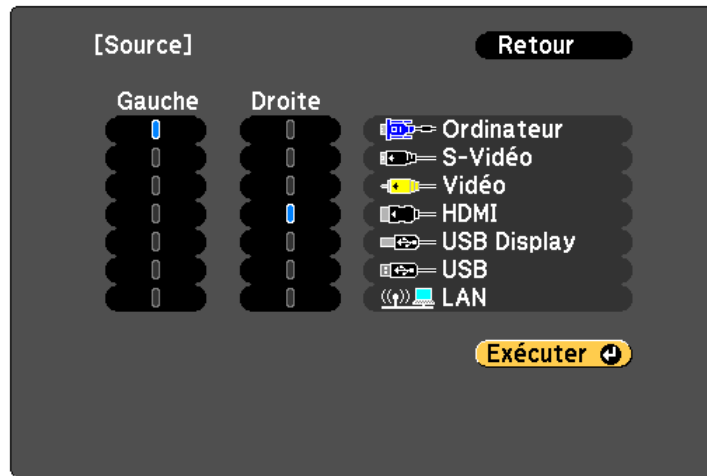 [Source] Retour
Gauche Droite
Ordinateur
S-Vidéo
Vidéo
HDMI
USB Display
USB
LAN
Exécuter